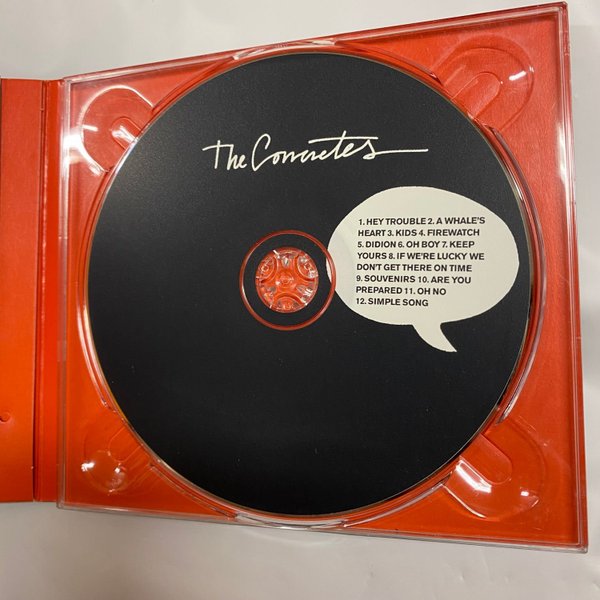 The Concretes
1. HEY TROUBLE 2. A WHALE'S
HEART 3. KIDS 4. FIREWATCH
5. DIDION 6. OH BOY 7. KEEP
YOURS 8. IF WE'RE LUCKY WE
DON'T GET THERE ON TIME
9. SOUVENIRS 10. ARE YOU
PREPARED 11. OH NO
12. SIMPLE SONG